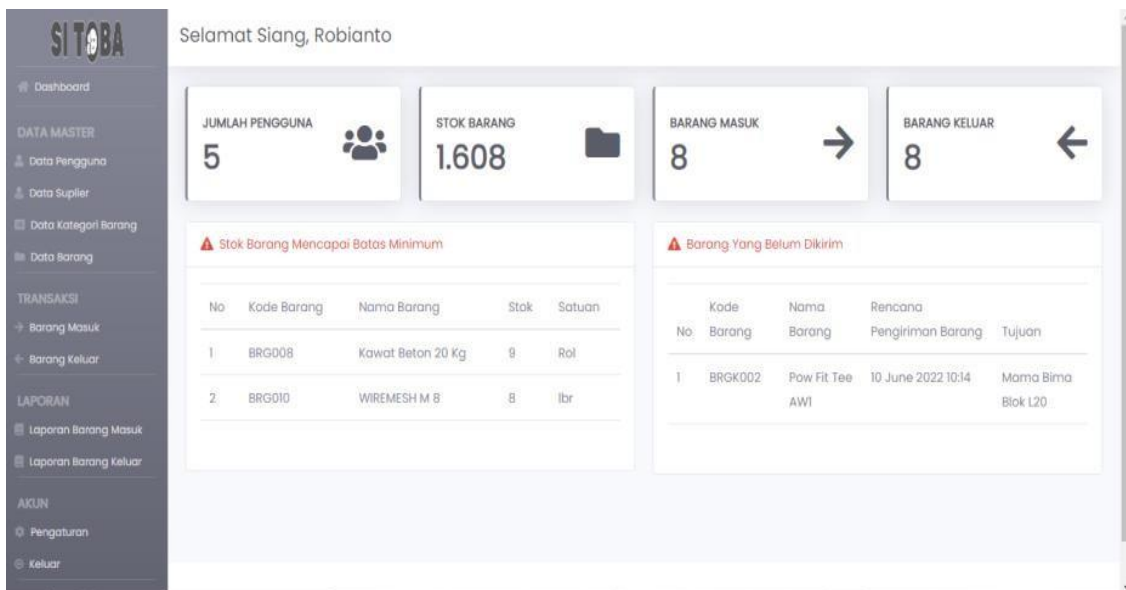 SI TOBA
Dashboard
DATA MASTER
Data Pengguna
Data Suplier
Data Kategori Barang
Data Barang
TRANSAKSI
Barang Masuk
Barang Keluar
LAPORAN
Laporan Barang Masuk
Laporan Barang Keluar
AKUN
Pengaturan
Keluar
Selamat Siang, Robianto
JUMLAH PENGGUNA
5
STOK BARANG
1.608
BARANG MASUK
8
BARANG KELUAR
8
Stok Barang Mencapai Batas Minimum
No Kode Barang Nama Barang Stok Satuan
1 BRG008 Kawat Beton 20 Kg 9 Rol
2 BRG010 WIREMESH M 8 8 lbr
Barang Yang Belum Dikirim
Kode Nama Rencana
No Barang Barang Pengiriman Barang Tujuan
1 BRGK002 Pow Fit Tee 10 June 2022 10:14 Mama Bima
AW1 Blok L20